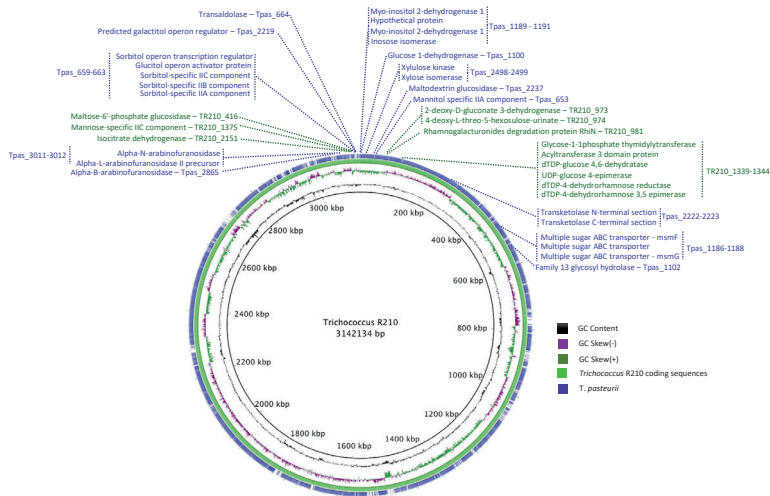 Transaldolase – Tpas_664
Predicted galactitol operon regulator – Tpas_2219
Tpas_659-663
Sorbitol operon transcription regulator
Glucitol operon activator protein
Sorbitol-specific IIC component
Sorbitol-specific IIB component
Sorbitol-specific IIA component
Maltose-6'-phosphate glucosidase – TR210_416
Mannose-specific IIC component – TR210_1375
Isocitrate dehydrogenase – TR210_2151
Tpas_3011-3012
Alpha-N-arabinofuranosidase
Alpha-L-arabinofuranosidase II precursor
Alpha-B-arabinofuranosidase – Tpas_2865
Myo-inositol 2-dehydrogenase 1
Hypothetical protein
Myo-inositol 2-dehydrogenase 1
Inosose isomerase
Tpas_1189 - 1191
Glucose 1-dehydrogenase – Tpas_1100
Xylulose kinase
Xylose isomerase
Tpas_2498-2499
Maltodextrin glucosidase – Tpas_2237
Mannitol specific IIA component – Tpas_653
2-deoxy-D-gluconate 3-dehydrogenase – TR210_973
4-deoxy-L-threo-5-hexosulose-uronate – TR210_974
Rhamnogalacturonides degradation protein RhiN – TR210_981
Glycose-1-1phosphate thymidylytransferase
Acyltransferase 3 domain protein
dTDP-glucose 4,6-dehydratase
UDP-glucose 4-epimerase
dTDP-4-dehydrorhamnose reductase
dTDP-4-dehydrorhamnose 3,5 epimerase
TR210_1339-1344
Transketolase N-terminal section
Transketolase C-terminal section
Tpas_2222-2223
Multiple sugar ABC transporter - msmF
Multiple sugar ABC transporter
Multiple sugar ABC transporter - msmG
Tpas_1186-1188
Family 13 glycosyl hydrolase – Tpas_1102
200 kbp
400 kbp
600 kbp
800 kbp
1000 kbp
1200 kbp
1400 kbp
1600 kbp
1800 kbp
2000 kbp
2200 kbp
2400 kbp
2600 kbp
2800 kbp
3000 kbp
Trichococcus R210
3142134 bp
GC Content
GC Skew(-)
GC Skew(+)
Trichococcus R210 coding sequences
T. pasteurii